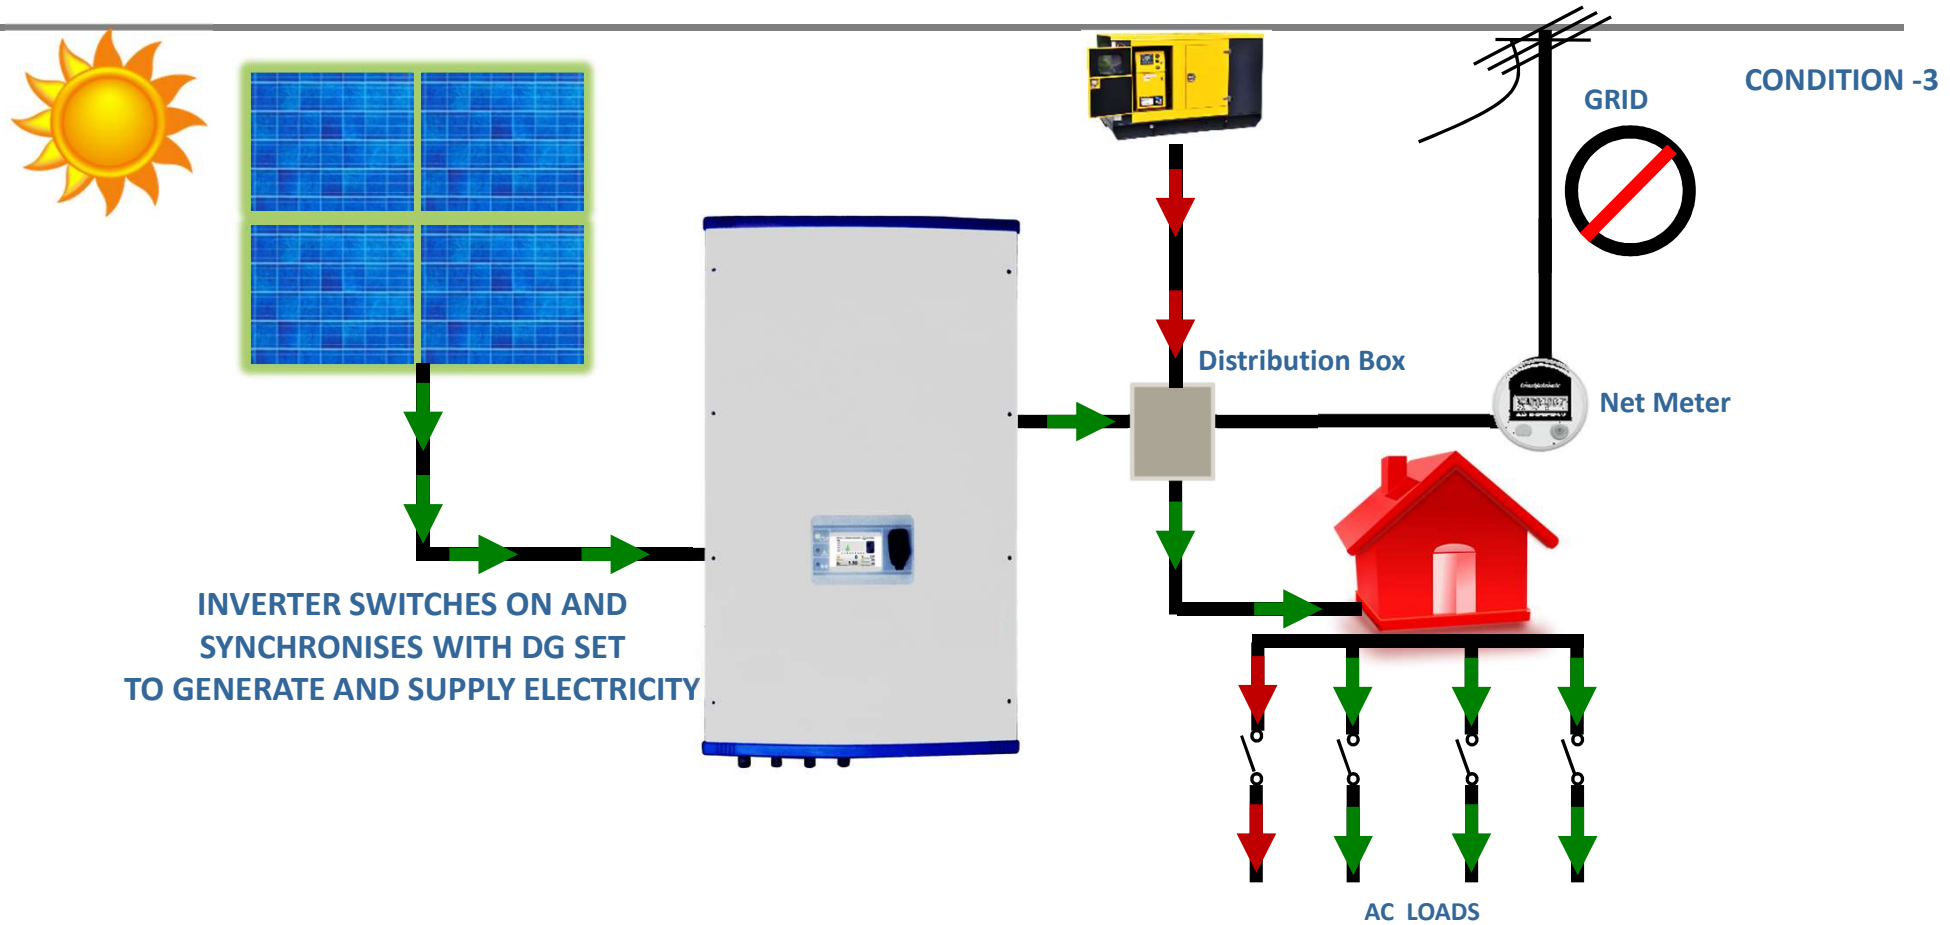 CONDITION -3
GRID
Distribution Box
Net Meter
INVERTER SWITCHES ON AND
SYNCHRONISES WITH DG SET
TO GENERATE AND SUPPLY ELECTRICITY
AC LOADS